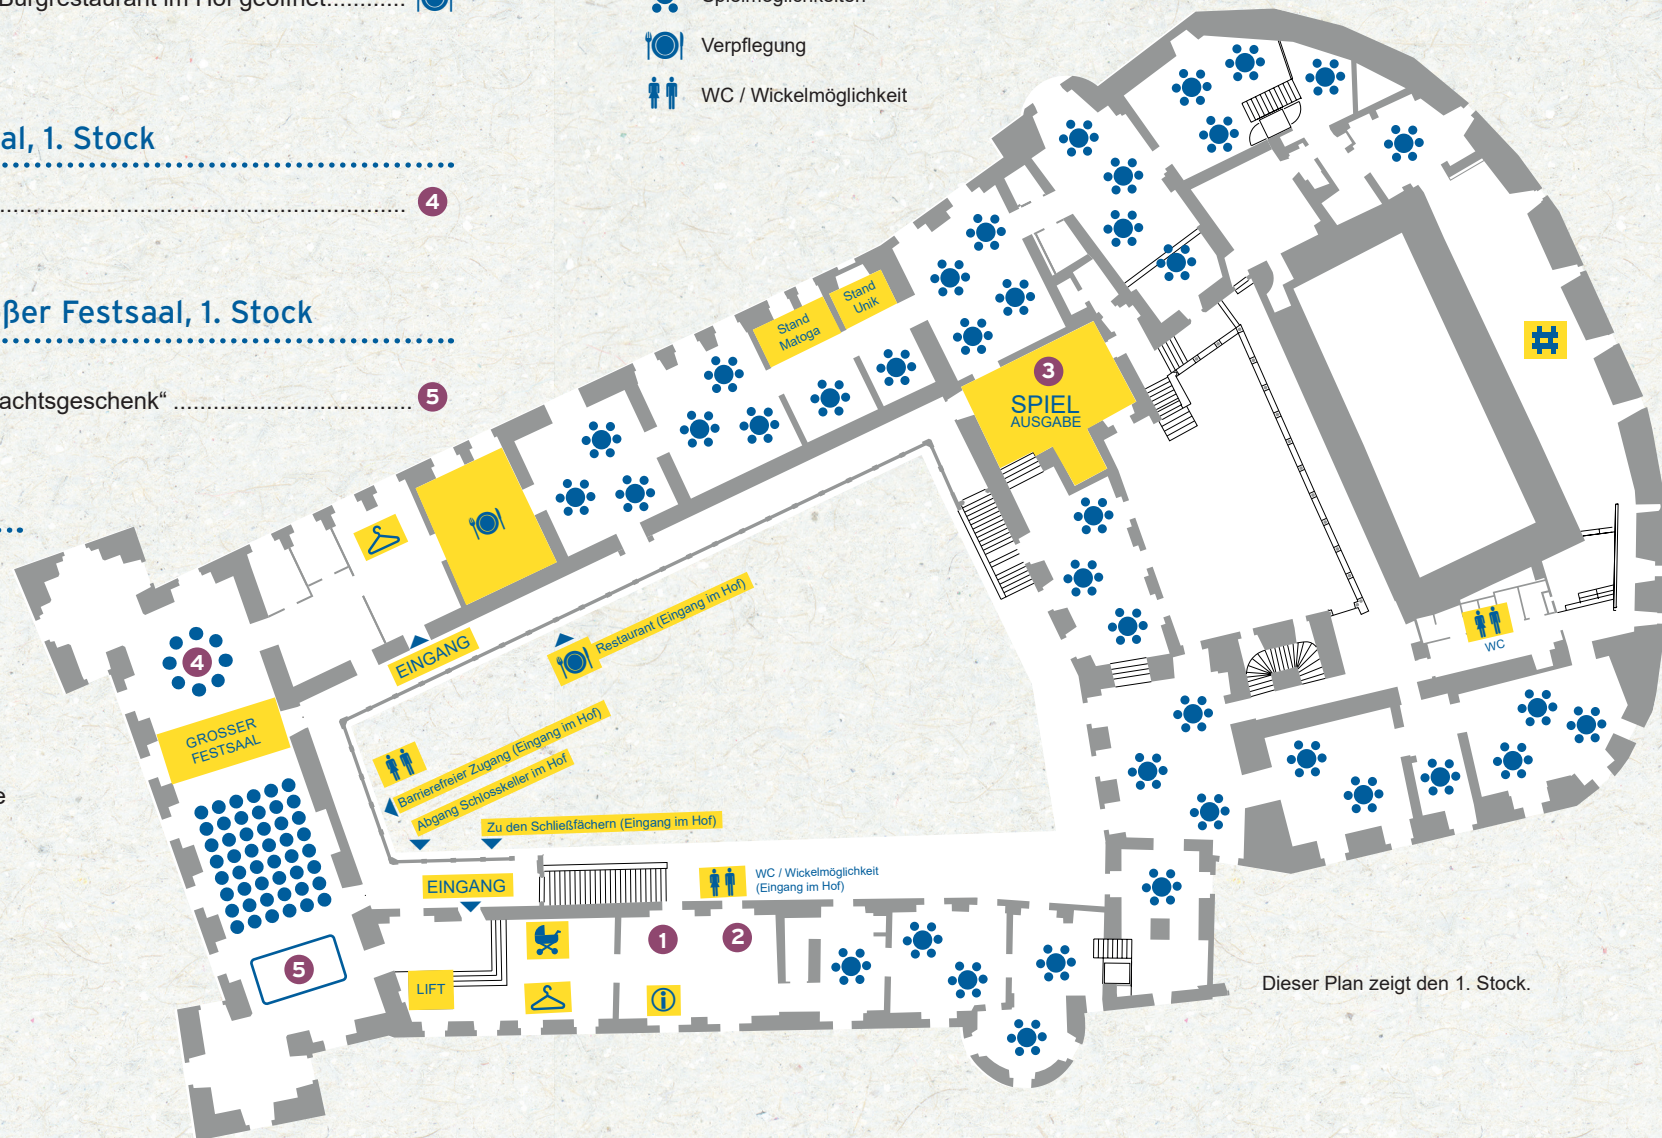 Burgrestaurant im Hof geöffnet............
Spielmöglichkeiten
Verpflegung
WC / Wickelmöglichkeit
al, 1. Stock
4
ßer Festsaal, 1. Stock
achtsgeschenk“
5
e
Stand
Unik
Stand
Matoga
3
SPIEL
AUSGABE
EINGANG
Restaurant (Eingang im Hof)
4
GROSSER
FESTSAAL
Barrierefreier Zugang (Eingang im Hof)
Abgang Schlosskeller im Hof
Zu den Schließfächern (Eingang im Hof)
WC
EINGANG
WC / Wickelmöglichkeit
(Eingang im Hof)
1
2
5
LIFT
Dieser Plan zeigt den 1. Stock.